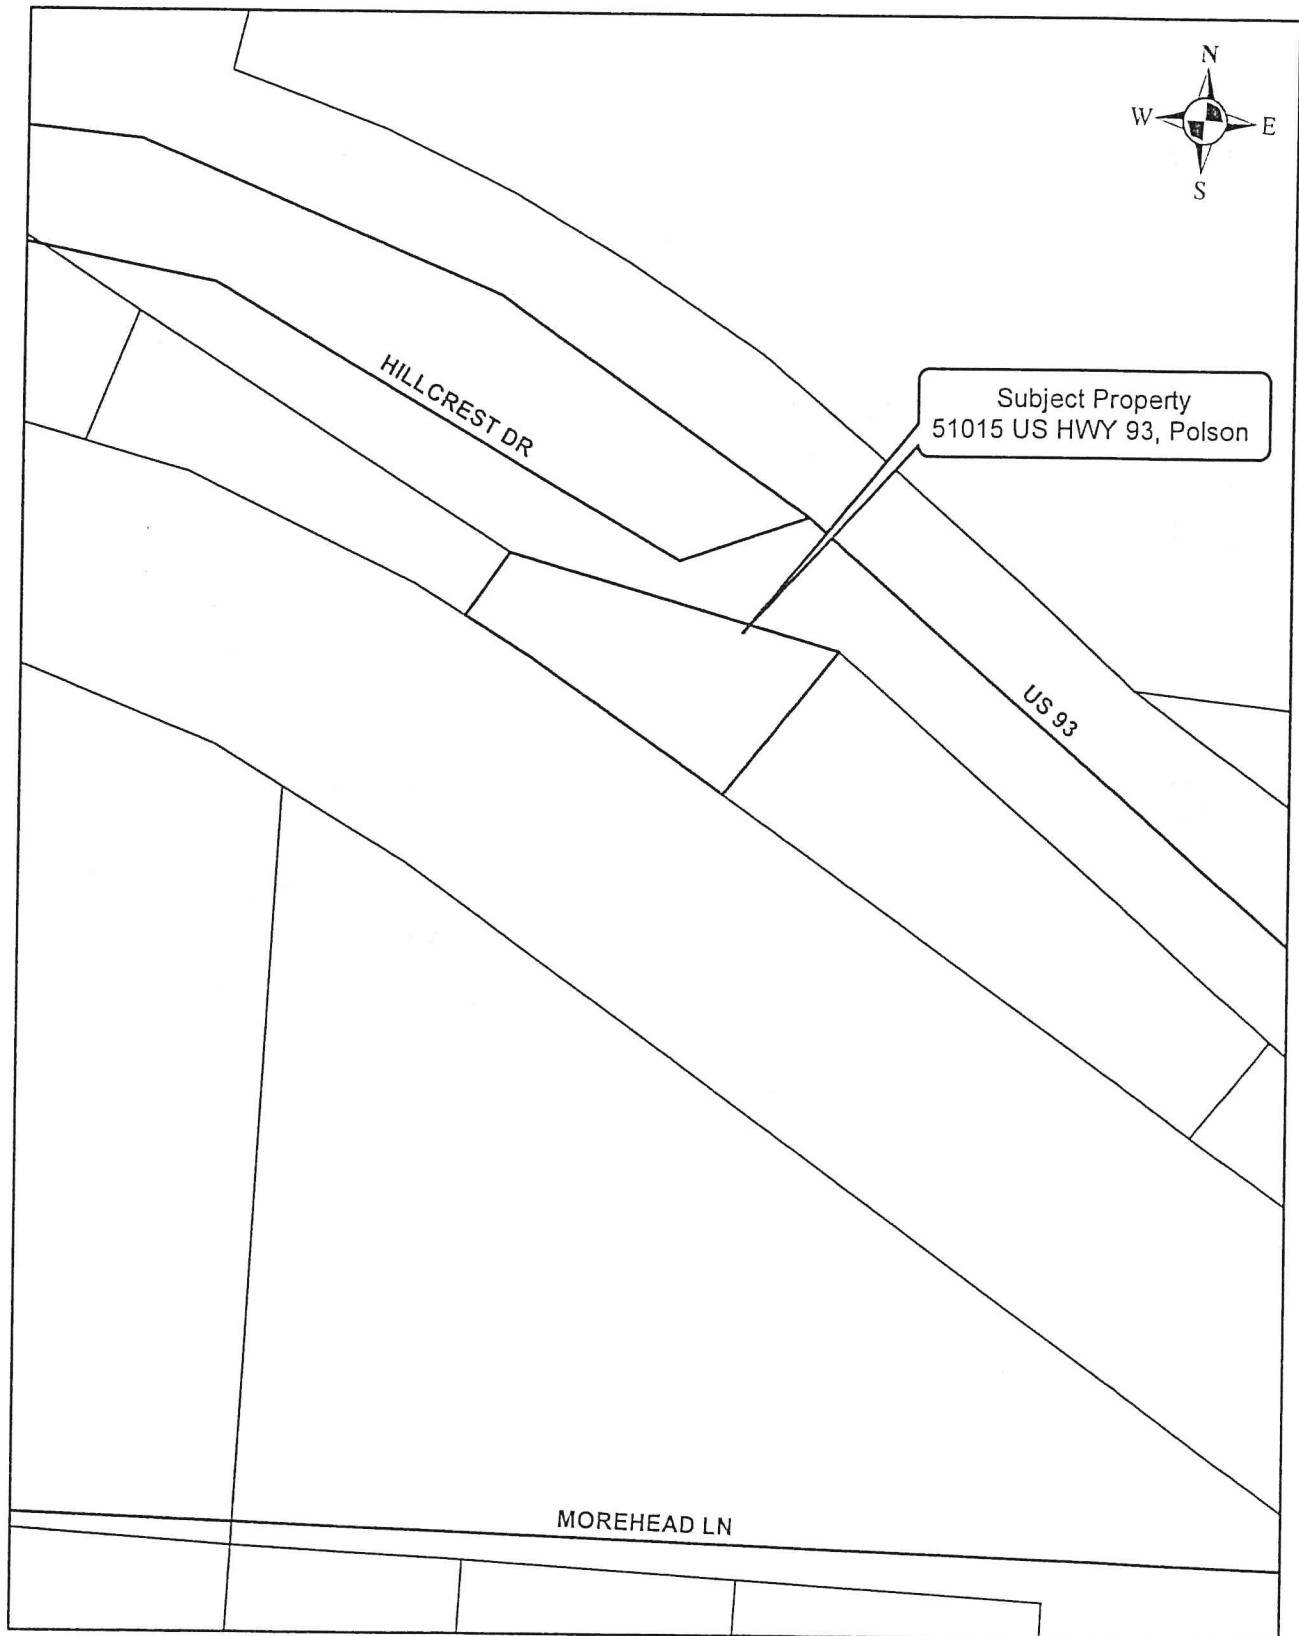 N
W E
S
HILLCREST DR
Subject Property
51015 US HWY 93, Polson
US 93
MOREHEAD LN